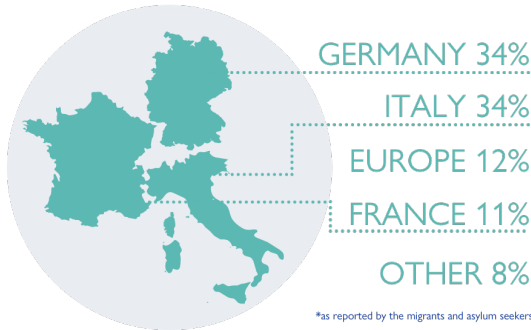 GERMANY 34%
ITALY 34%
EUROPE 12%
FRANCE 11%
OTHER 8%
*as reported by the migrants and asylum seekers